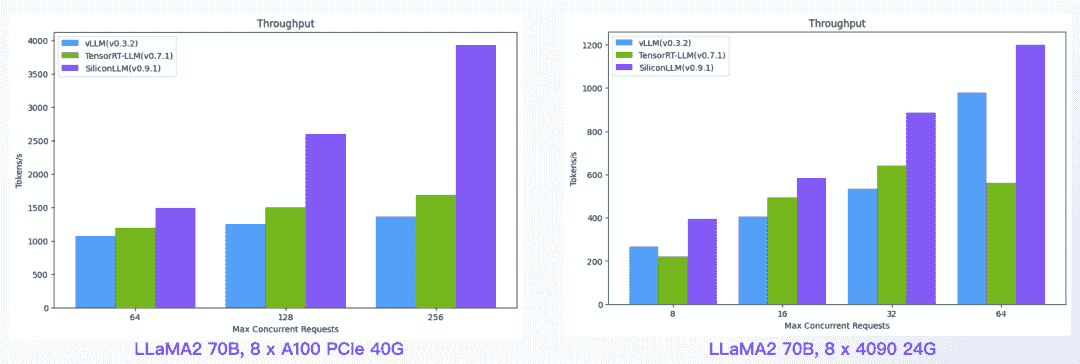 Throughput
vLLM(v0.3.2)
TensorRT-LLM(v0.7.1)
SiliconLLM(v0.9.1)
4000
3500
3000
2500
2000
1500
1000
500
0
Tokens/s
64 128 256
Max Concurrent Requests
LLaMA2 70B, 8 x A100 PCIe 40G
Throughput
vLLM(v0.3.2)
TensorRT-LLM(v0.7.1)
SiliconLLM(v0.9.1)
1200
1000
800
600
400
200
0
Tokens/s
8 16 32 64
Max Concurrent Requests
LLaMA2 70B, 8 x 4090 24G